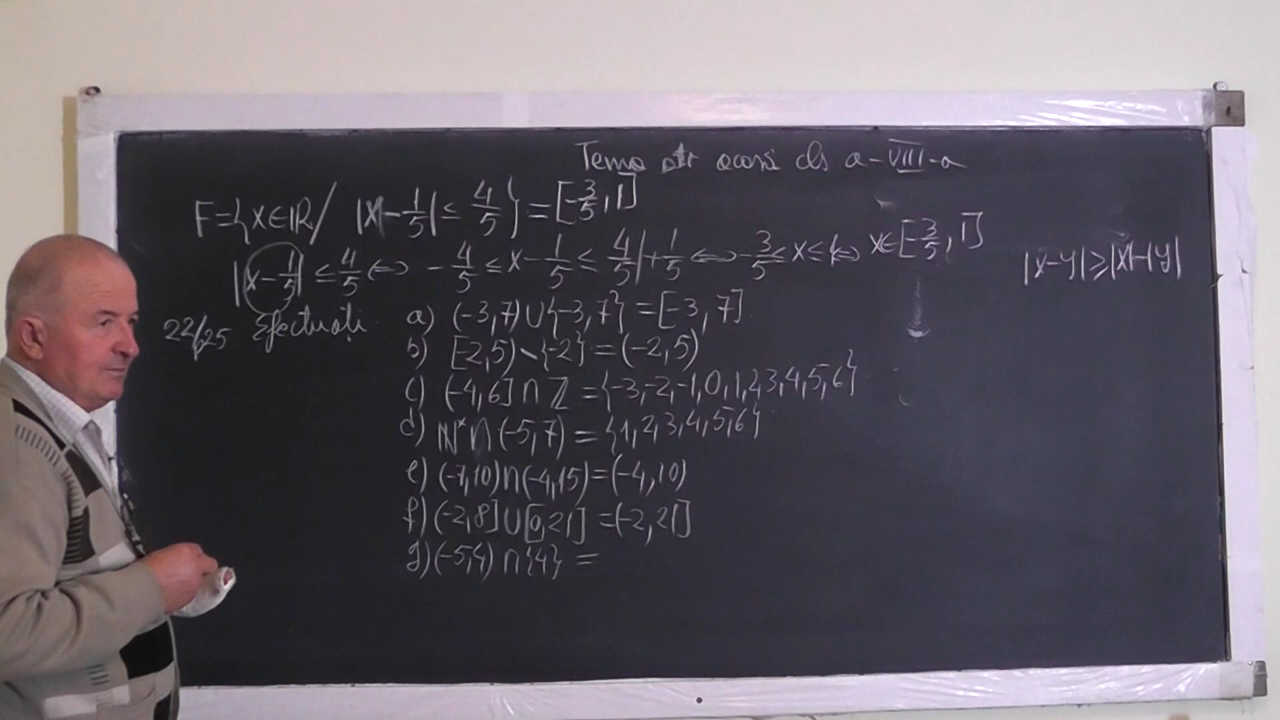 Tema ptr acasă cls a-VIII-a
F={x∈ℝ/ |x-1/5|≤ 4/5}=[-3/5,1]
|x-1/5|≤4/5⇔ -4/5≤x-1/5≤4/5|+1/5⇔-3/5≤x≤1⇔ x∈[-3/5,1]
|x-y|≥|x|-|y|
22/25 Efectuați
a) (-3,7)∪{-3,7}=[-3,7]
b) [-2,5)∖{-2}=(-2,5)
c) (-4,6]∩ℤ={-3,-2,-1,0,1,2,3,4,5,6}
d) ℕ*∩(-5,7)={1,2,3,4,5,6}
e) (-7,10)∩(-4,15)=(-4,10)
f) (-2,8]∪[0,21]=(-2,21]
g) (-5,4)∩{4}=